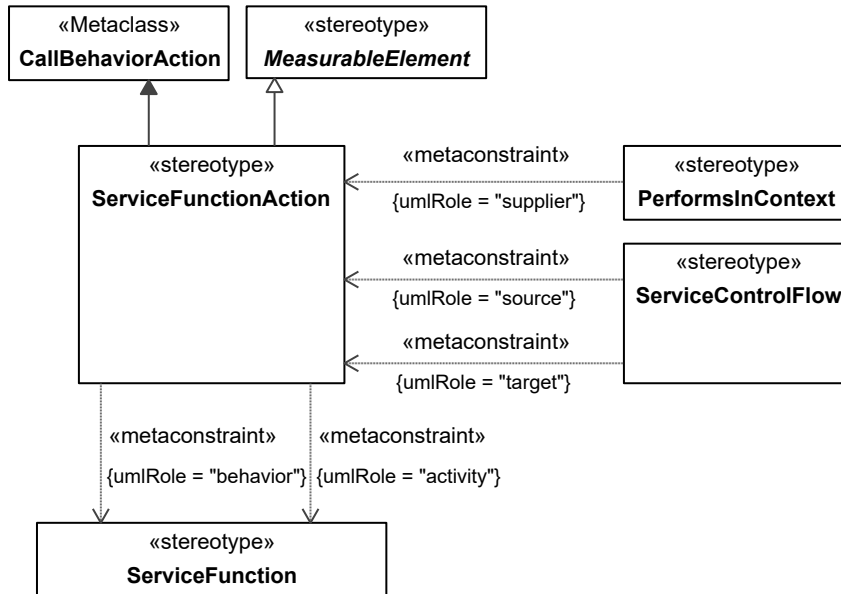 «Metaclass»
CallBehaviorAction
«stereotype»
MeasurableElement
«stereotype»
ServiceFunctionAction
«metaconstraint»
{umlRole = "supplier"}
«stereotype»
PerformsInContext
«metaconstraint»
{umlRole = "source"}
«stereotype»
ServiceControlFlow
«metaconstraint»
{umlRole = "target"}
«metaconstraint»
{umlRole = "behavior"}
«metaconstraint»
{umlRole = "activity"}
«stereotype»
ServiceFunction